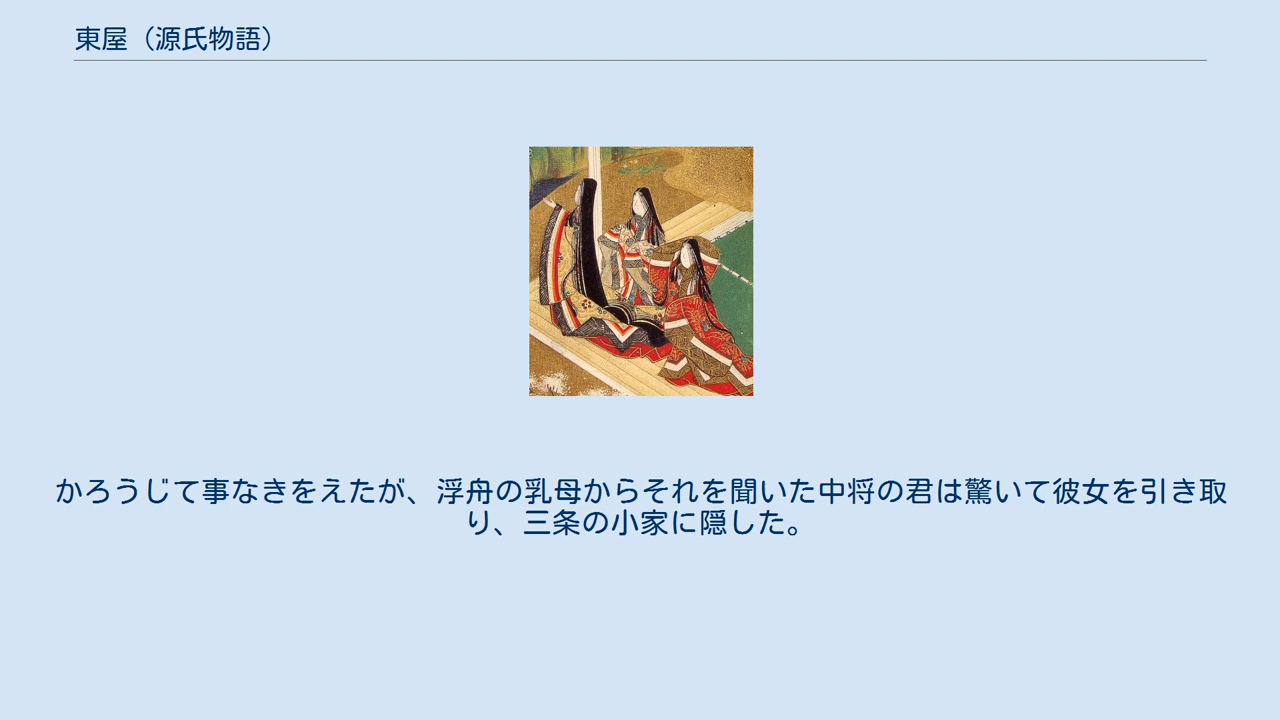 東屋（源氏物語）
かろうじて事なきをえたが、浮舟の乳母からそれを聞いた中将の君は驚いて彼女を引き取
り、三条の小家に隠した。